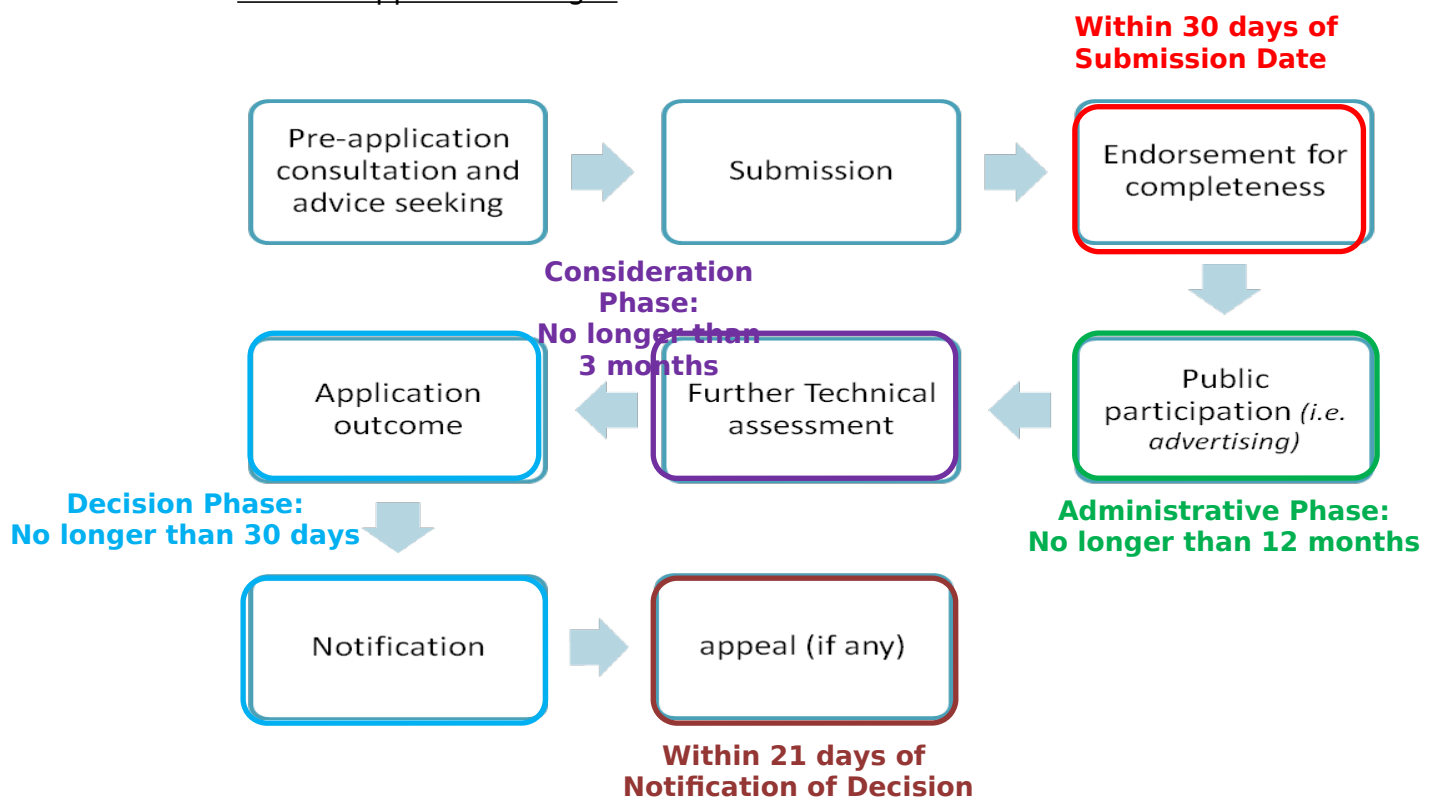 Within 30 days of
Submission Date
Pre-application
consultation and
advice seeking
Submission
Endorsement for
completeness
Consideration
Phase:
No longer than
3 months
Application
outcome
Further Technical
assessment
Public
participation (i.e.
advertising)
Decision Phase:
No longer than 30 days
Administrative Phase:
No longer than 12 months
Notification
appeal (if any)
Within 21 days of
Notification of Decision